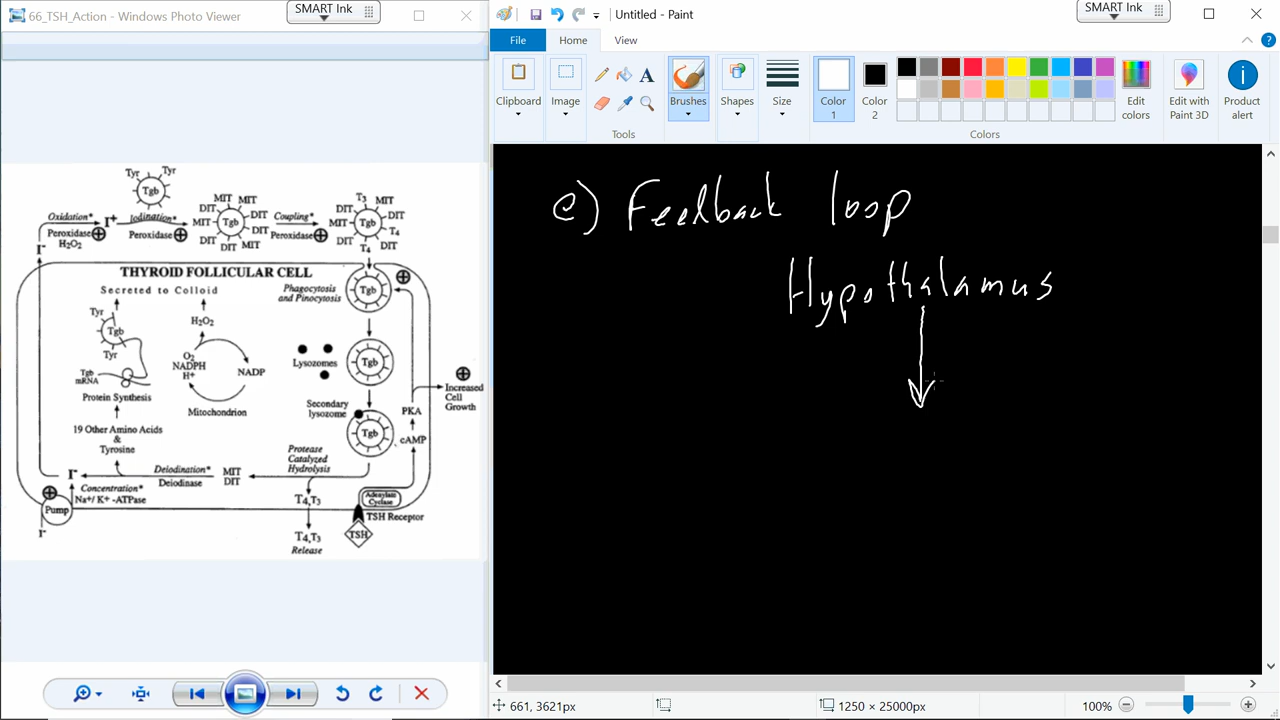 66_TSH_Action - Windows Photo Viewer
SMART Ink
Untitled - Paint
SMART Ink
File
Home
View
Clipboard
Image
Tools
Brushes
Shapes
Size
Color 1
Color 2
Colors
Edit colors
Edit with Paint 3D
Product alert
Tyr Tyr
Tgb
MIT MIT
DIT DIT
MIT Tgb DIT
DIT DIT
DIT MIT
T3 MIT
DIT DIT
MIT Tgb T4
DIT DIT
T4
Oxidation*
Peroxidase
H2O2
I+
Iodination*
Peroxidase
Coupling*
Peroxidase
I-
THYROID FOLLICULAR CELL
Secreted to Colloid
Phagocytosis and Pinocytosis
Tgb
Tyr
Tgb
Tyr
H2O2
O2
NADPH
H+
NADP
Mitochondrion
Tgb mRNA
Protein Synthesis
19 Other Amino Acids
&
Tyrosine
Lysozomes
Tgb
Secondary lysozome
Tgb
PKA
cAMP
Increased Cell Growth
Protease Catalyzed Hydrolysis
I-
Deiodination*
Deiodinase
MIT
DIT
Concentration*
Na+/ K+ -ATPase
Pump
I-
T4,T3
T4,T3
Release
Adenylate Cyclase
TSH Receptor
TSH
e) Feedback loop
Hypothalamus
661, 3621px
1250 × 25000px
100%